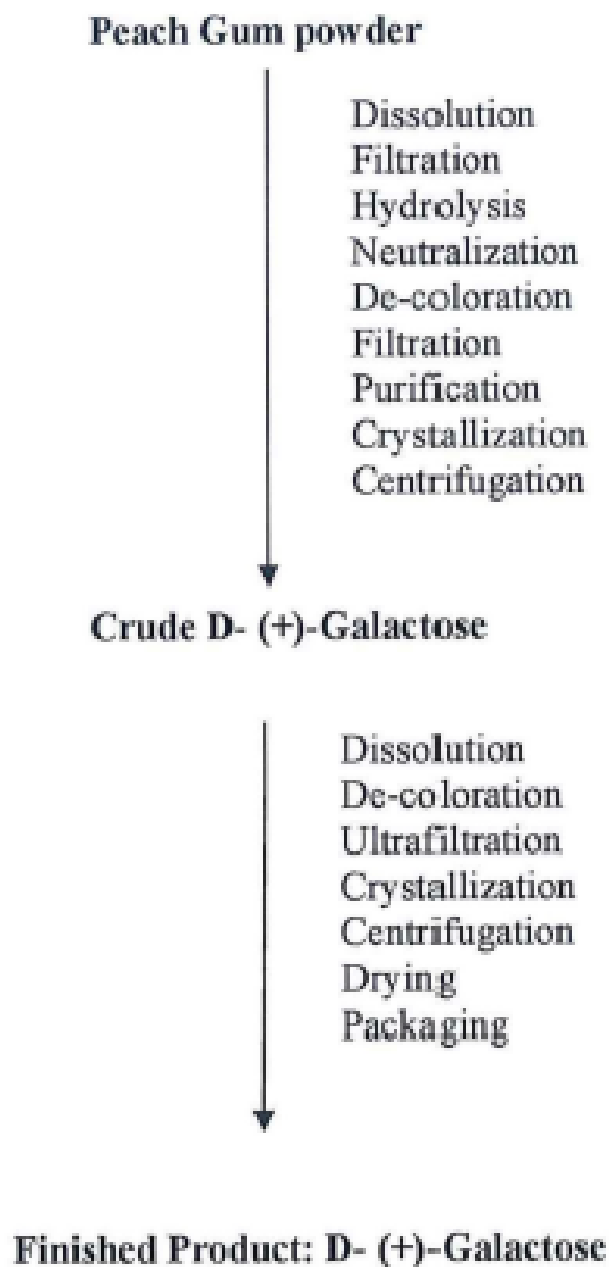 Peach Gum powder
Dissolution
Filtration
Hydrolysis
Neutralization
De-coloration
Filtration
Purification
Crystallization
Centrifugation
Crude D- (+)-Galactose
Dissolution
De-coloration
Ultrafiltration
Crystallization
Centrifugation
Drying
Packaging
Finished Product: D- (+)-Galactose